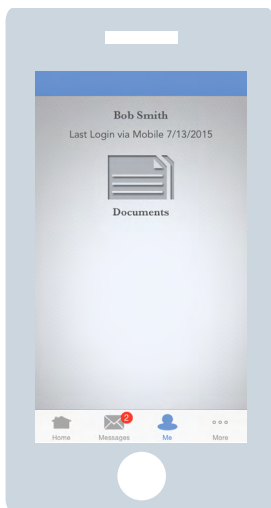 Bob Smith
Last Login via Mobile 7/13/2015
Documents
2
Home Messages Me More